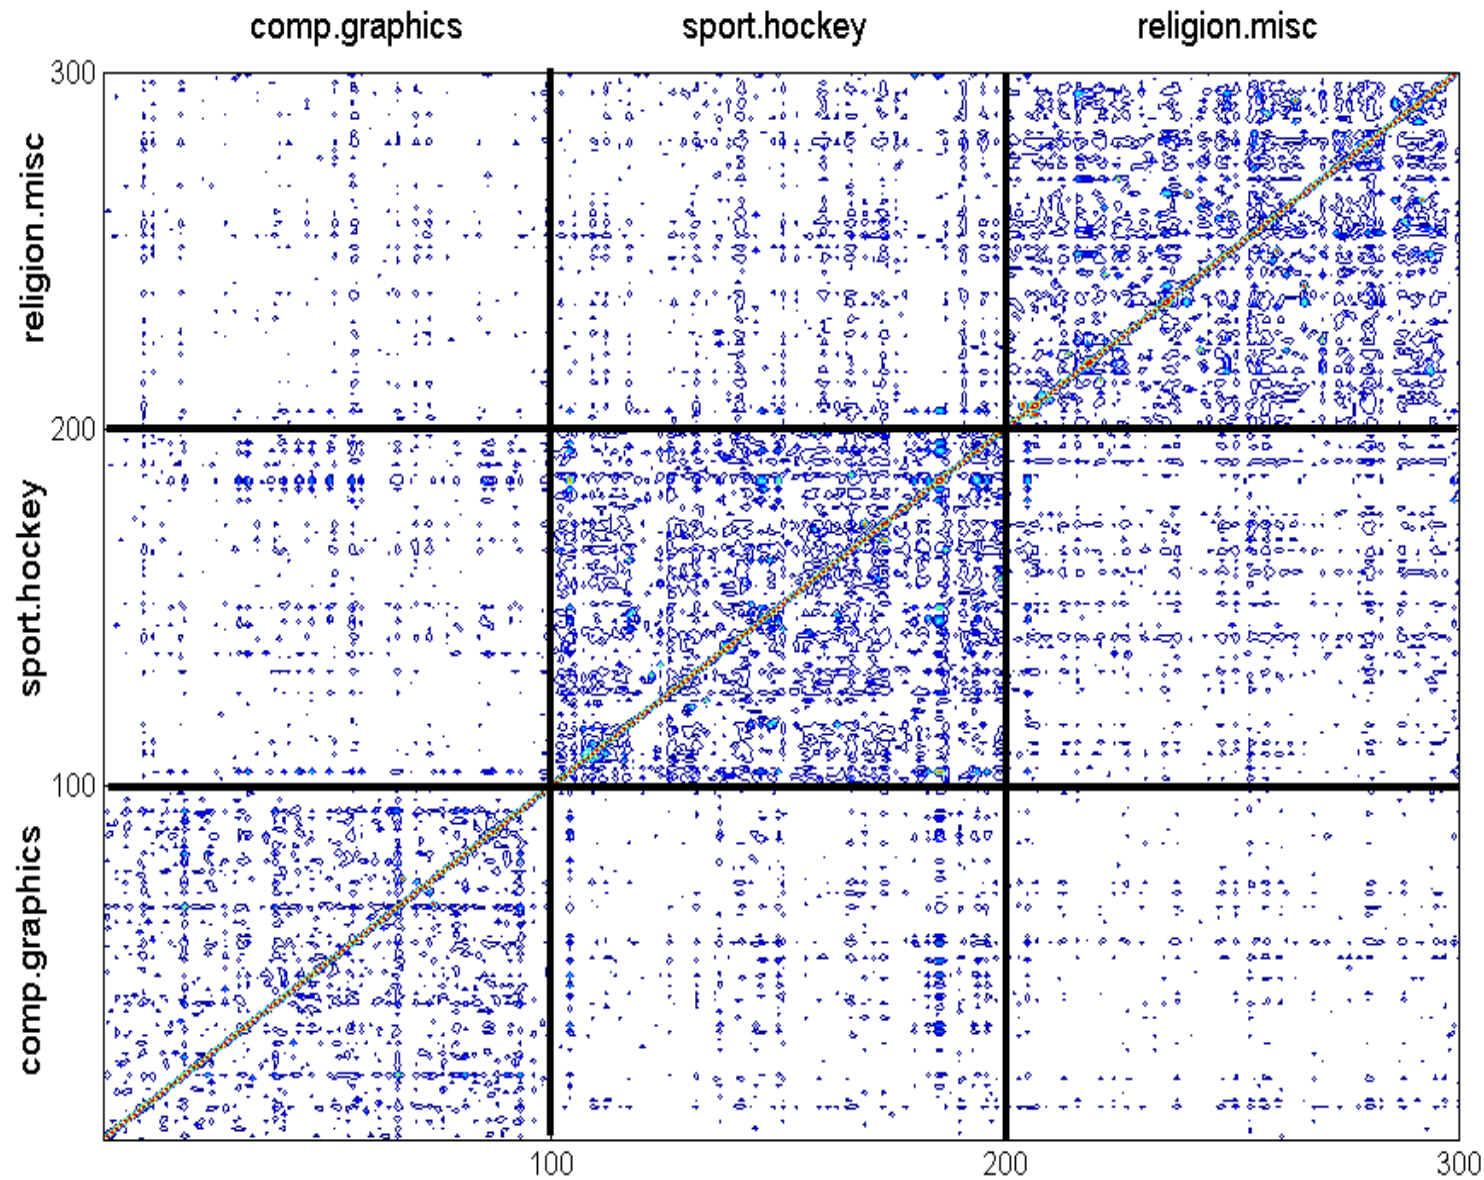 comp.graphics sport.hockey religion.misc
300
religion.misc
200
sport.hockey
100
comp.graphics
100 200 300